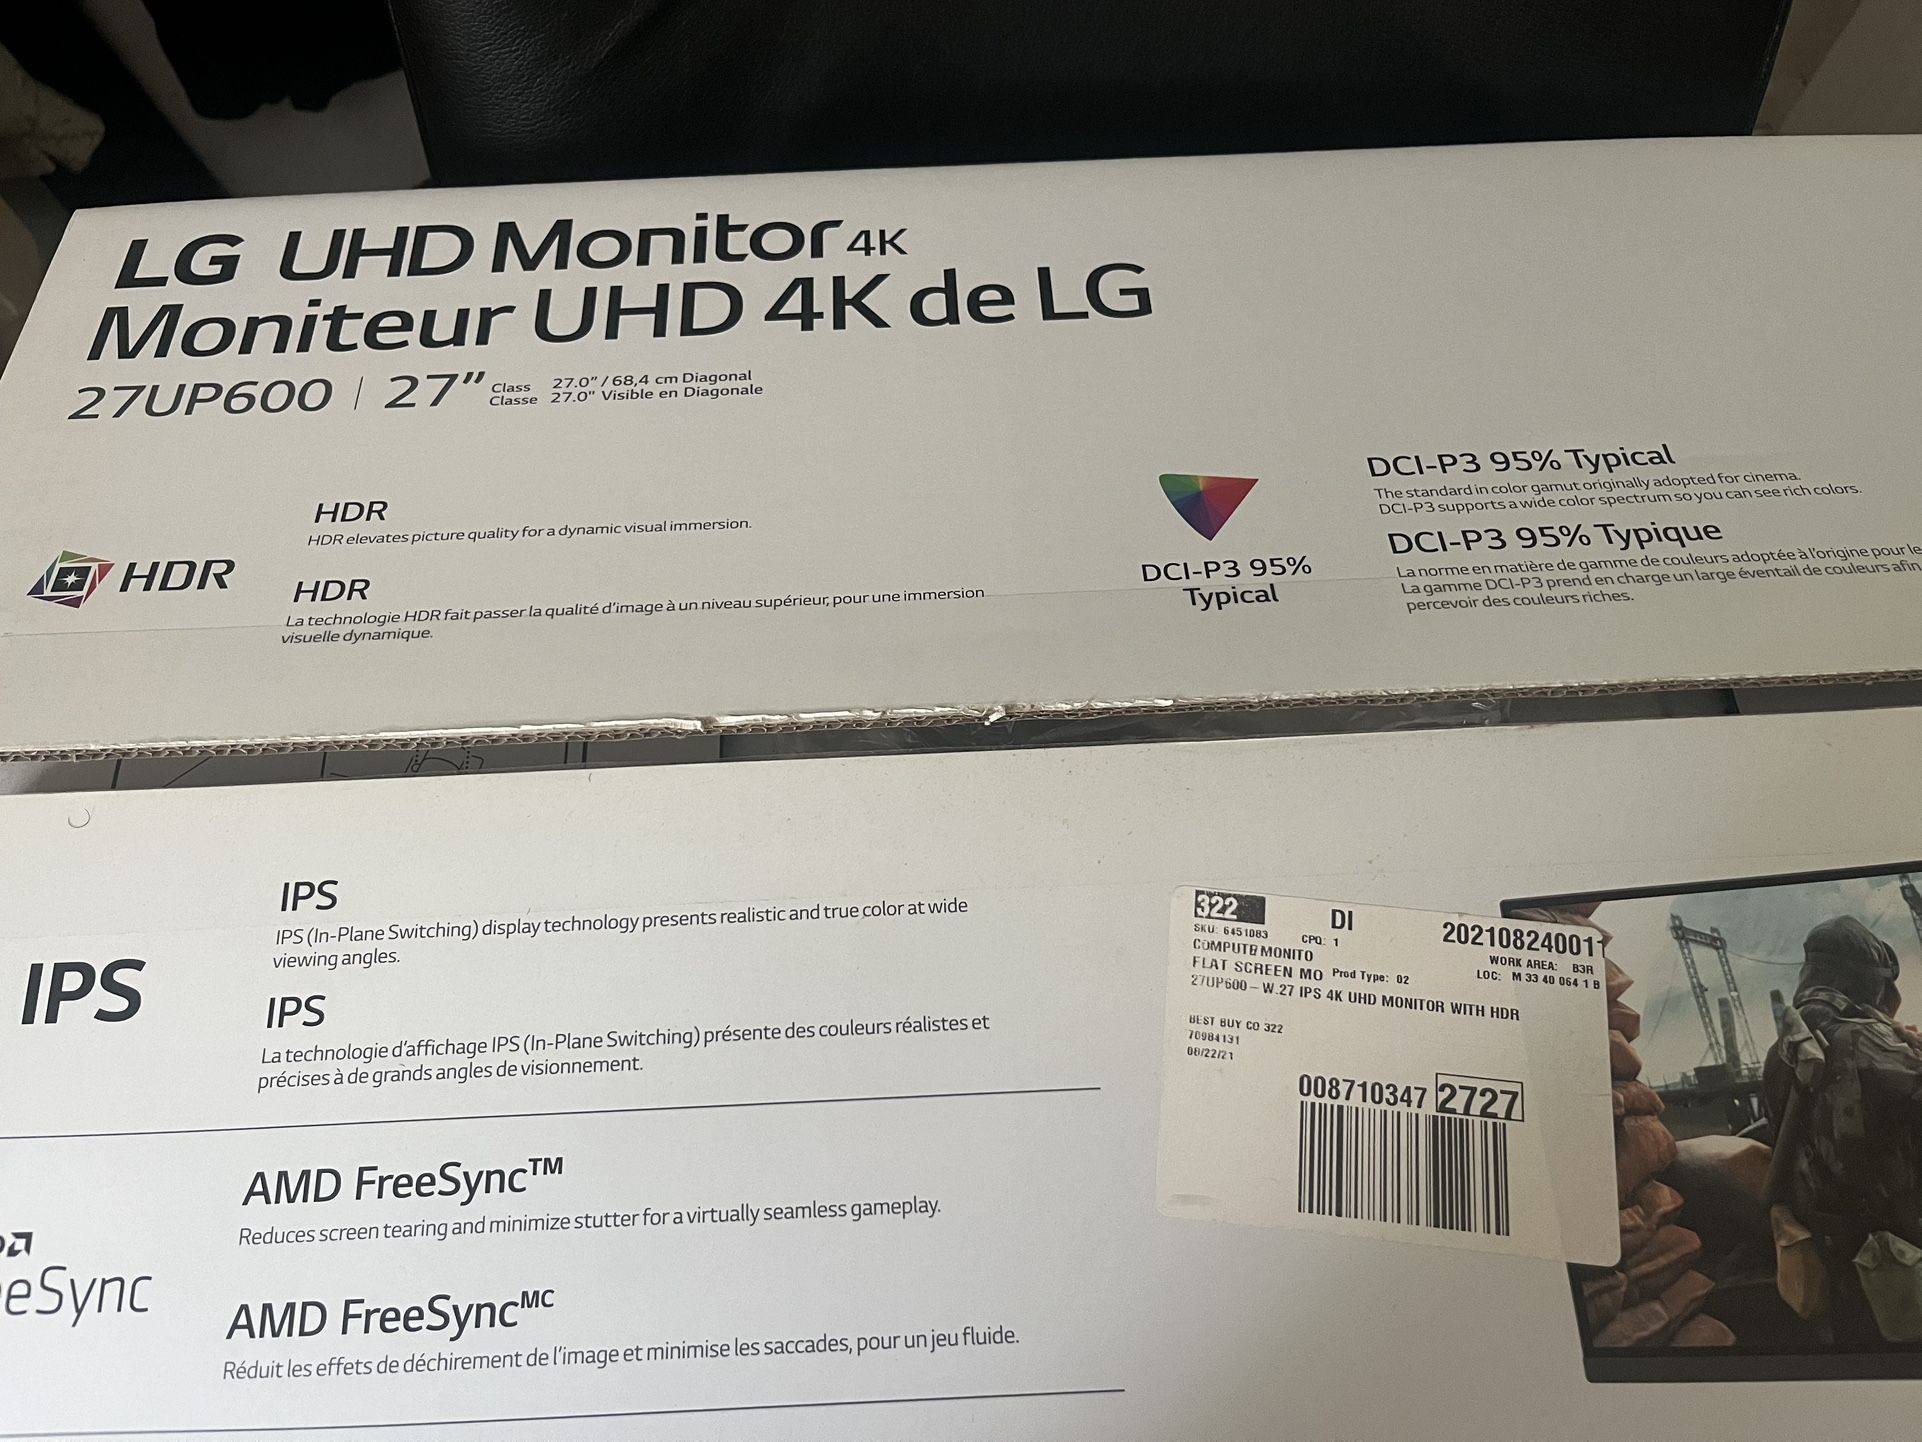 LG UHD Monitor 4K
Moniteur UHD 4K de LG
27UP600 | 27" Class 27.0" / 68,4 cm Diagonal
Classe 27.0" Visible en Diagonale
HDR
HDR
HDR elevates picture quality for a dynamic visual immersion.
HDR
La technologie HDR fait passer la qualité d'image à un niveau supérieur, pour une immersion
visuelle dynamique.
DCI-P3 95%
Typical
DCI-P3 95% Typical
The standard in color gamut originally adopted for cinema.
DCI-P3 supports a wide color spectrum so you can see rich colors.
DCI-P3 95% Typique
La norme en matière de gamme de couleurs adoptée à l'origine pour le
La gamme DCI-P3 prend en charge un large éventail de couleurs afin
percevoir des couleurs riches.
IPS
IPS
IPS (In-Plane Switching) display technology presents realistic and true color at wide
viewing angles.
IPS
La technologie d'affichage IPS (In-Plane Switching) présente des couleurs réalistes et
précises à de grands angles de visionnement.
eSync
AMD FreeSync™
Reduces screen tearing and minimize stutter for a virtually seamless gameplay.
AMD FreeSyncMC
Réduit les effets de déchirement de l'image et minimise les saccades, pour un jeu fluide.
322 DI 202108240011
SKU: 6451083 CPQ: 1 WORK AREA: B3R
COMPUTE MONITO LOC: M 33 40 064 1 B
FLAT SCREEN MO Prod Type: 02
27UP600-W.27 IPS 4K UHD MONITOR WITH HDR
BEST BUY CO 322
70984131
08/22/21
008710347 2727